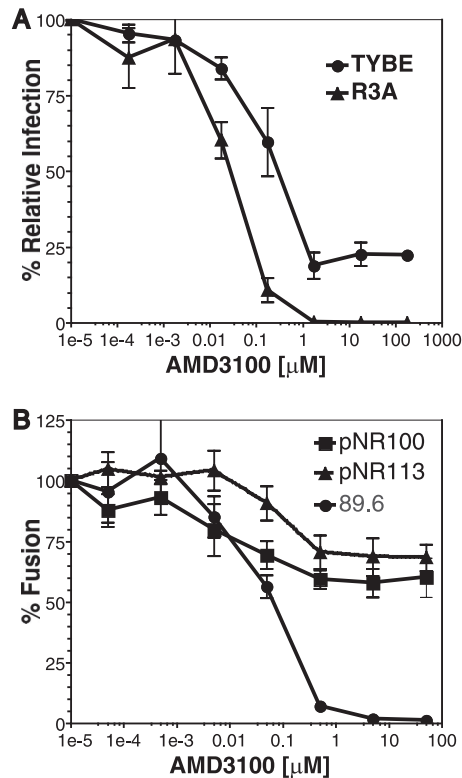 A
% Relative Infection
100
75
50
25
0
TYBE
R3A
1e-5 1e-4 1e-3 0.01 0.1 1 10 100 1000
AMD3100 [µM]
B
% Fusion
125
100
75
50
25
0
pNR100
pNR113
89.6
1e-5 1e-4 1e-3 0.01 0.1 1 10 100
AMD3100 [µM]